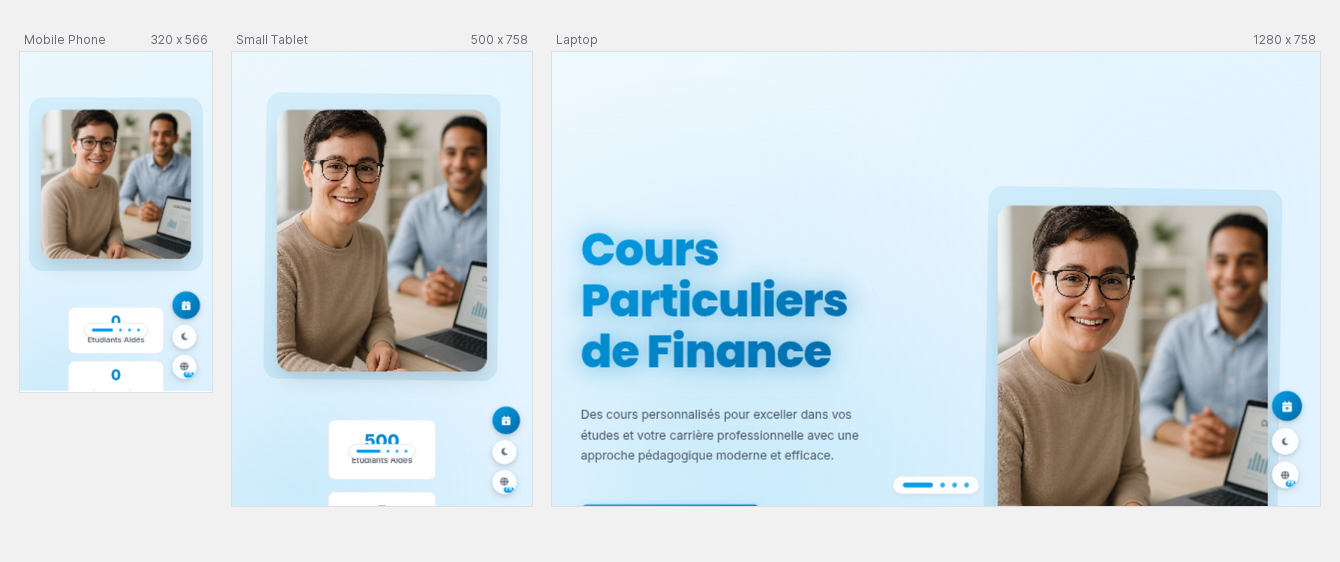 Mobile Phone 320 x 566
Small Tablet 500 x 758
Laptop 1280 x 758
0
Étudiants Aidés
0
500
Étudiants Aidés
Cours
Particuliers
de Finance
Des cours personnalisés pour exceller dans vos
études et votre carrière professionnelle avec une
approche pédagogique moderne et efficace.